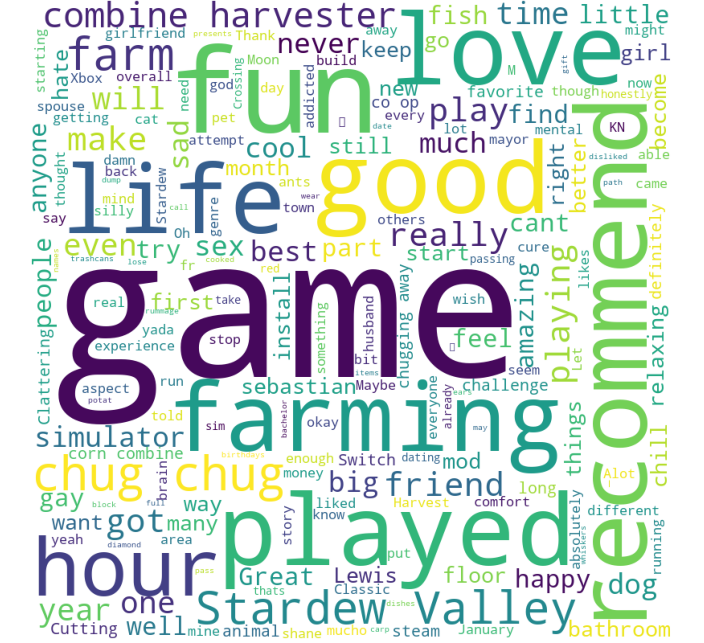 combine harvester
never
fish
time
little
girlfriend
presents
Thank
away
go
might
girl
starting
hate
farm
fun
love
keep
Xbox
overall
god
Moon
build
new
favorite
though
now
gift
M
honestly
spouse
will
need
Crossing
day
addicted
co op
play
find
become
getting
cat
pet
every
lot
mental
KN
date
anyone
make
sad
attempt
much
mayor
disliked
able
thought
damn
back
cool
still
right
better
path
came
dump
life
month
ants
good
recommend
mind
silly
Stardew
genre
wear
town
others
cant
say
call
Oh
really
even
try
sex
best
part
start
cure
likes
definitely
people
trashcans
lose
fr
cooked
red
passing
playing
names
game
real
first
take
install
something
husband
chugging away
wish
amazing
feel
Let
rummage
yada
stop
experience
bit
items
seem
relaxing
clattering
aspect
run
sebastian
Maybe
challenge
potat
told
sim
bachelor
okay
everyone
already
ears
may
things
simulator
farming
chill
corn combine
enough
Switch
dating
mod
chug chug
birthdays
brain
money
big
friend
long
Alot
gay
block
full
way
story
liked
Harvest
comfort
absolutely
whiskers
different
want
got
many
know
played
running
yeah
area
put
diamond
hour
pass
thats
Great
Lewis
floor
happy
dog
Classic
year
one
Stardew Valley
dishes
Cutting
well
mine
animal
shane
mucho
carp
steam
January
bathroom